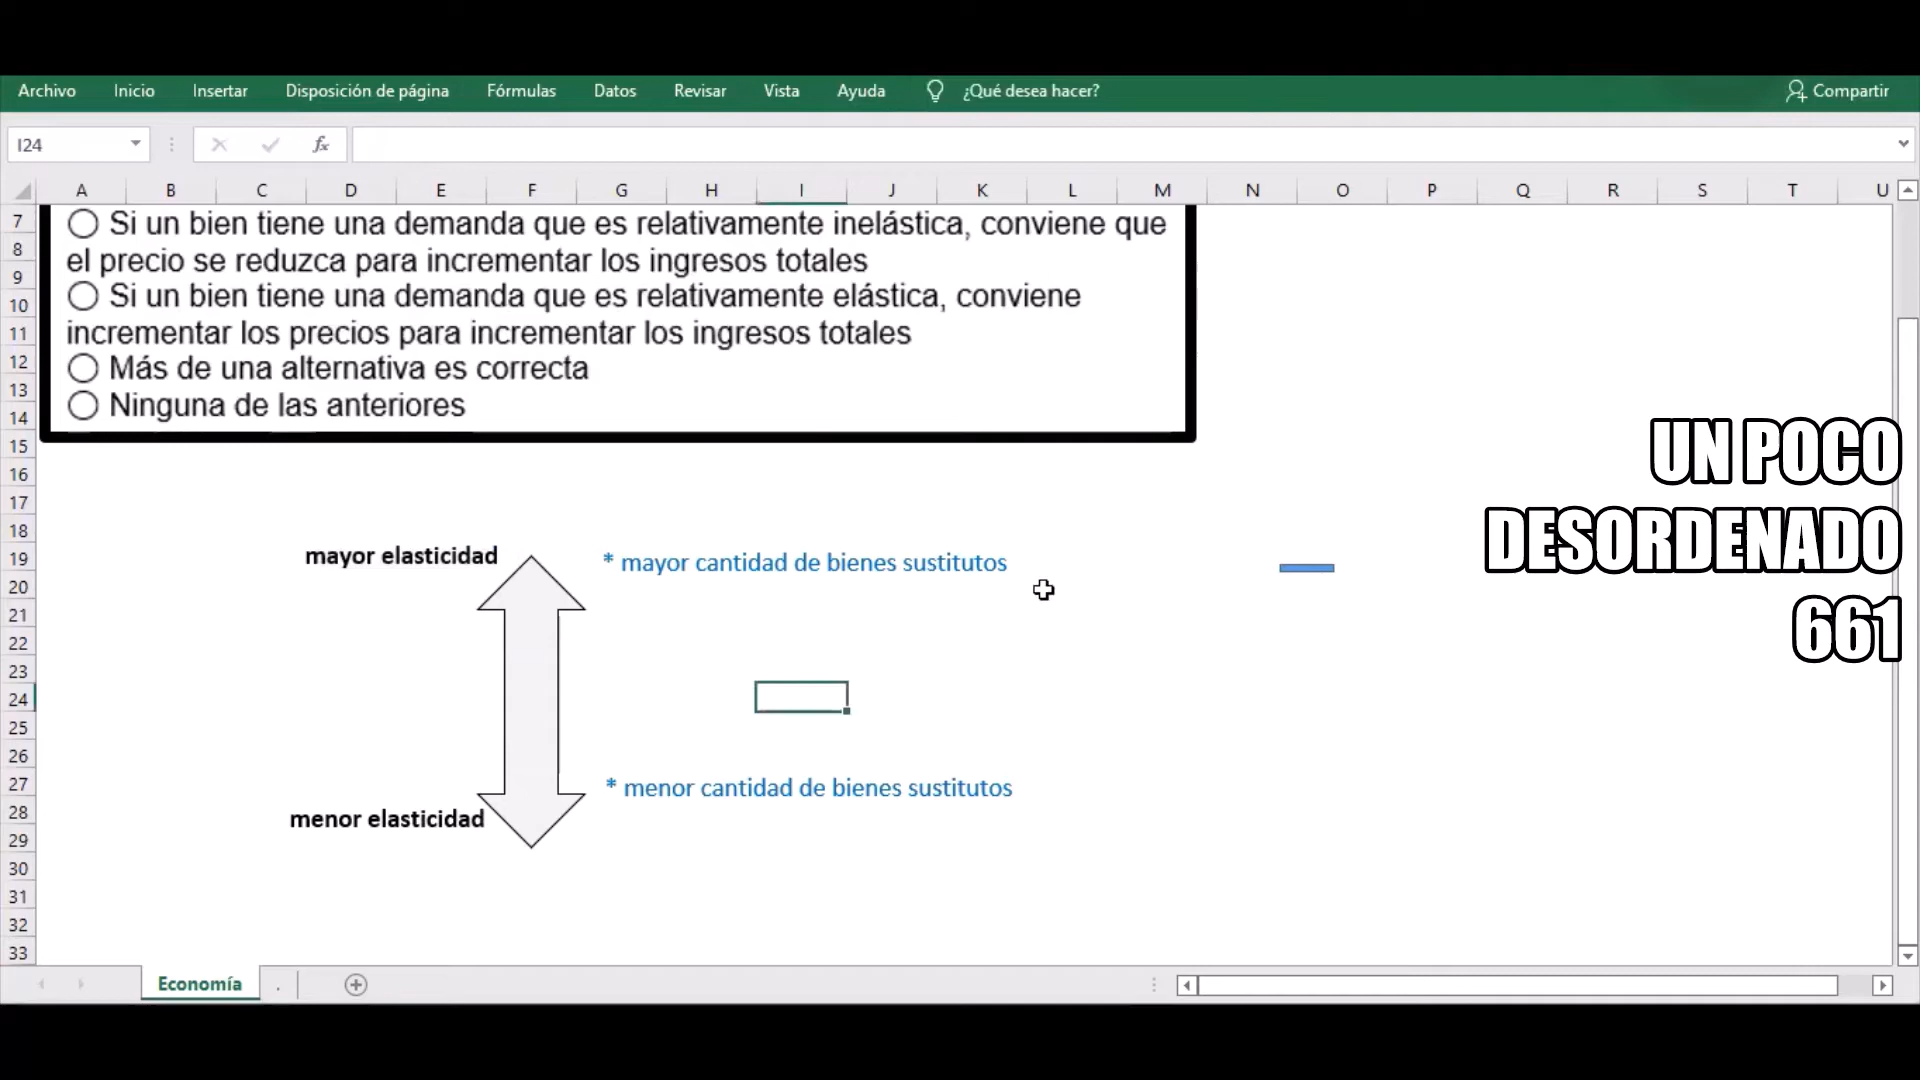 Archivo Inicio Insertar Disposición de página Fórmulas Datos Revisar Vista Ayuda ¿Qué desea hacer? Compartir
I24 fx
A B C D E F G H I J K L M N O P Q R S T U
7
8
9
10
11
12
13
14
15
16
17
18
19
20
21
22
23
24
25
26
27
28
29
30
31
32
33
Si un bien tiene una demanda que es relativamente inelástica, conviene que
el precio se reduzca para incrementar los ingresos totales
Si un bien tiene una demanda que es relativamente elástica, conviene
incrementar los precios para incrementar los ingresos totales
Más de una alternativa es correcta
Ninguna de las anteriores
UN POCO
DESORDENADO
661
mayor elasticidad
* mayor cantidad de bienes sustitutos
* menor cantidad de bienes sustitutos
menor elasticidad
Economía .